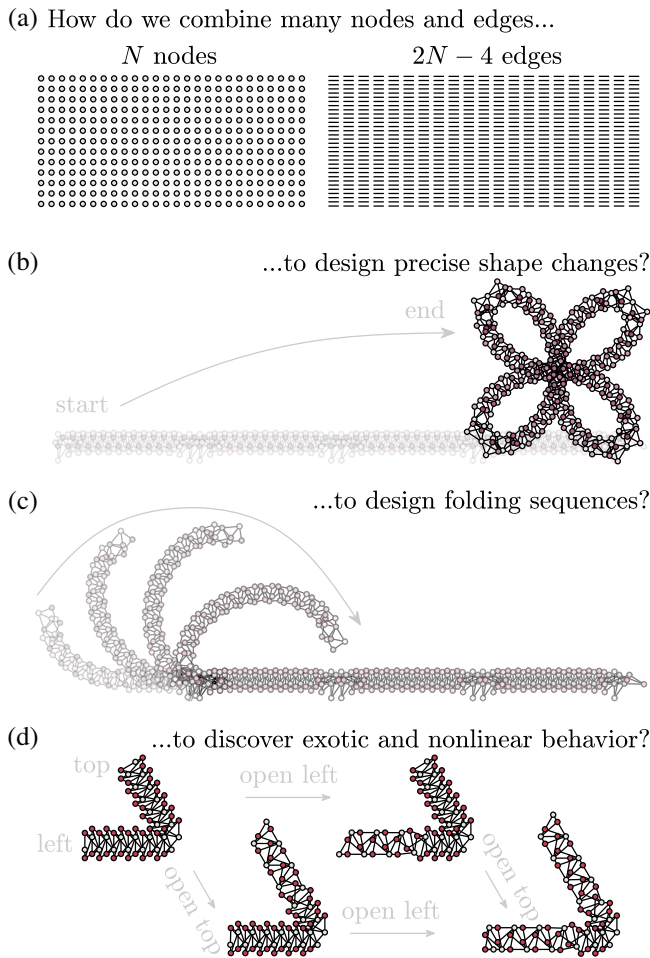 (a) How do we combine many nodes and edges...
N nodes
2N − 4 edges
(b)
...to design precise shape changes?
end
start
(c)
...to design folding sequences?
(d)
...to discover exotic and nonlinear behavior?
top
open left
left
open top
open top
open left